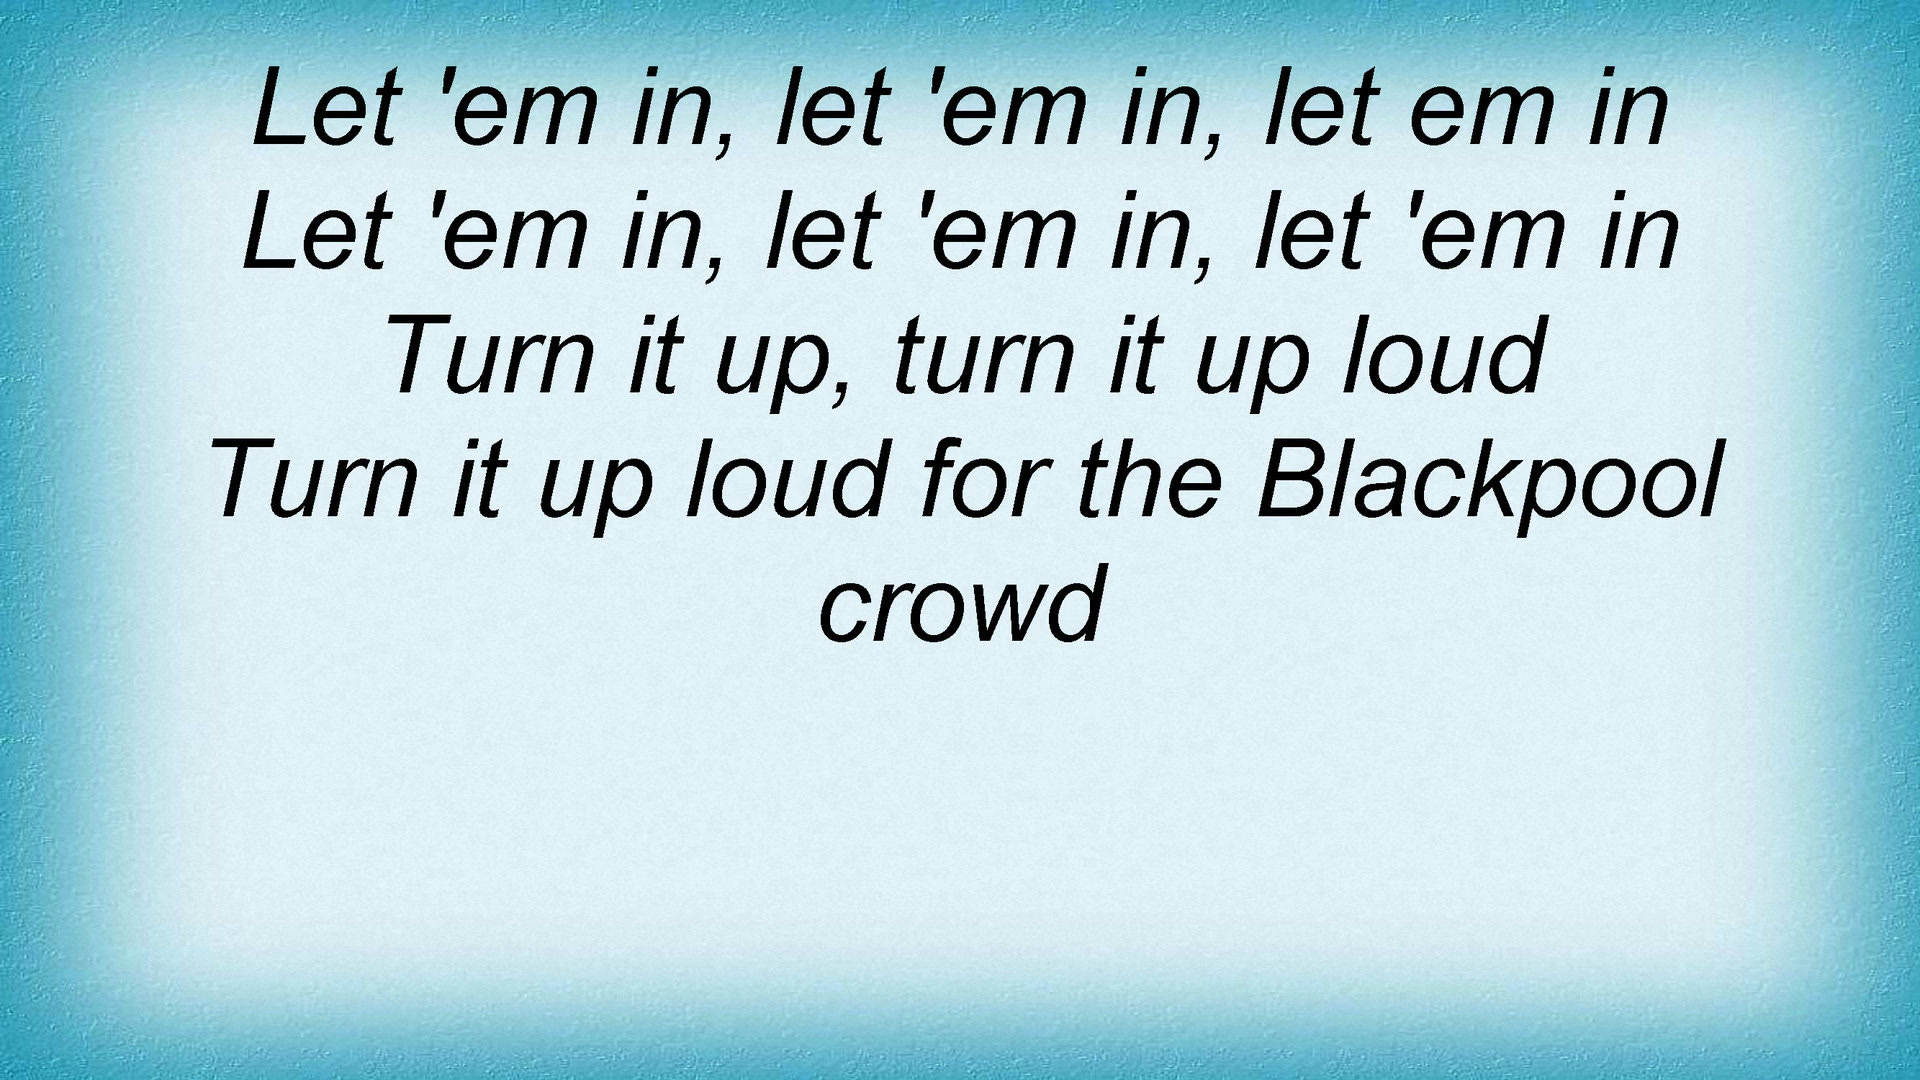 Let 'em in, let 'em in, let em in
Let 'em in, let 'em in, let 'em in
Turn it up, turn it up loud
Turn it up loud for the Blackpool
crowd